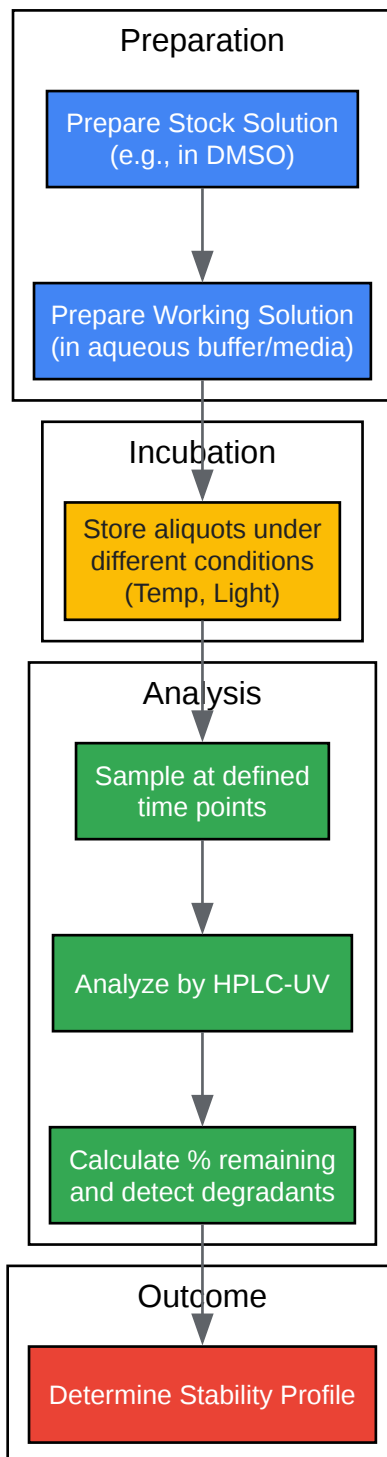 Preparation
Prepare Stock Solution
(e.g., in DMSO)
Prepare Working Solution
(in aqueous buffer/media)
Incubation
Store aliquots under
different conditions
(Temp, Light)
Analysis
Sample at defined
time points
Analyze by HPLC-UV
Calculate % remaining
and detect degradants
Outcome
Determine Stability Profile